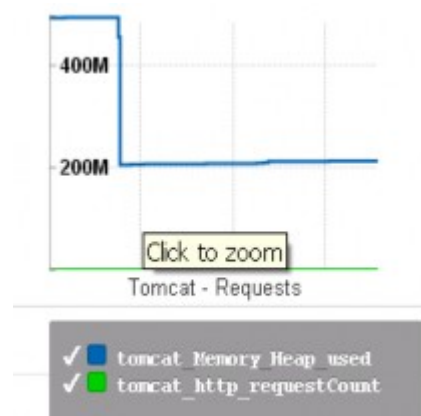 400M
200M
Click to zoom
Tomcat - Requests
tomcat_Memory_Heap_used
tomcat_http_requestCount